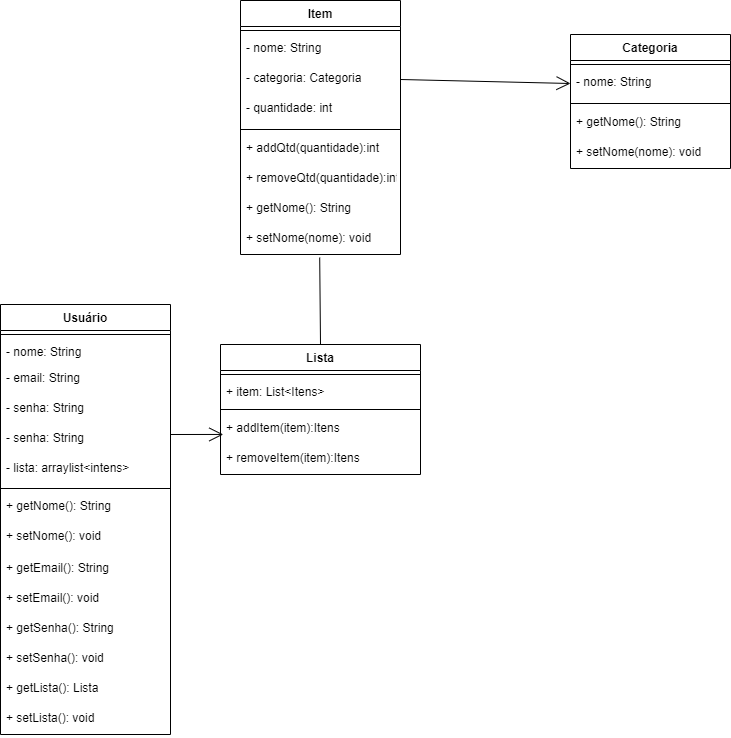 Item
- nome: String
- categoria: Categoria
- quantidade: int
+ addQtd(quantidade):int
+ removeQtd(quantidade):in
+ getNome(): String
+ setNome(nome): void
Categoria
- nome: String
+ getNome(): String
+ setNome(nome): void
Usuário
- nome: String
- email: String
- senha: String
- senha: String
- lista: arraylist<intens>
+ getNome(): String
+ setNome(): void
+ getEmail(): String
+ setEmail(): void
+ getSenha(): String
+ setSenha(): void
+ getLista(): Lista
+ setLista(): void
Lista
+ item: List<Itens>
+ addItem(item):Itens
+ removeItem(item):Itens